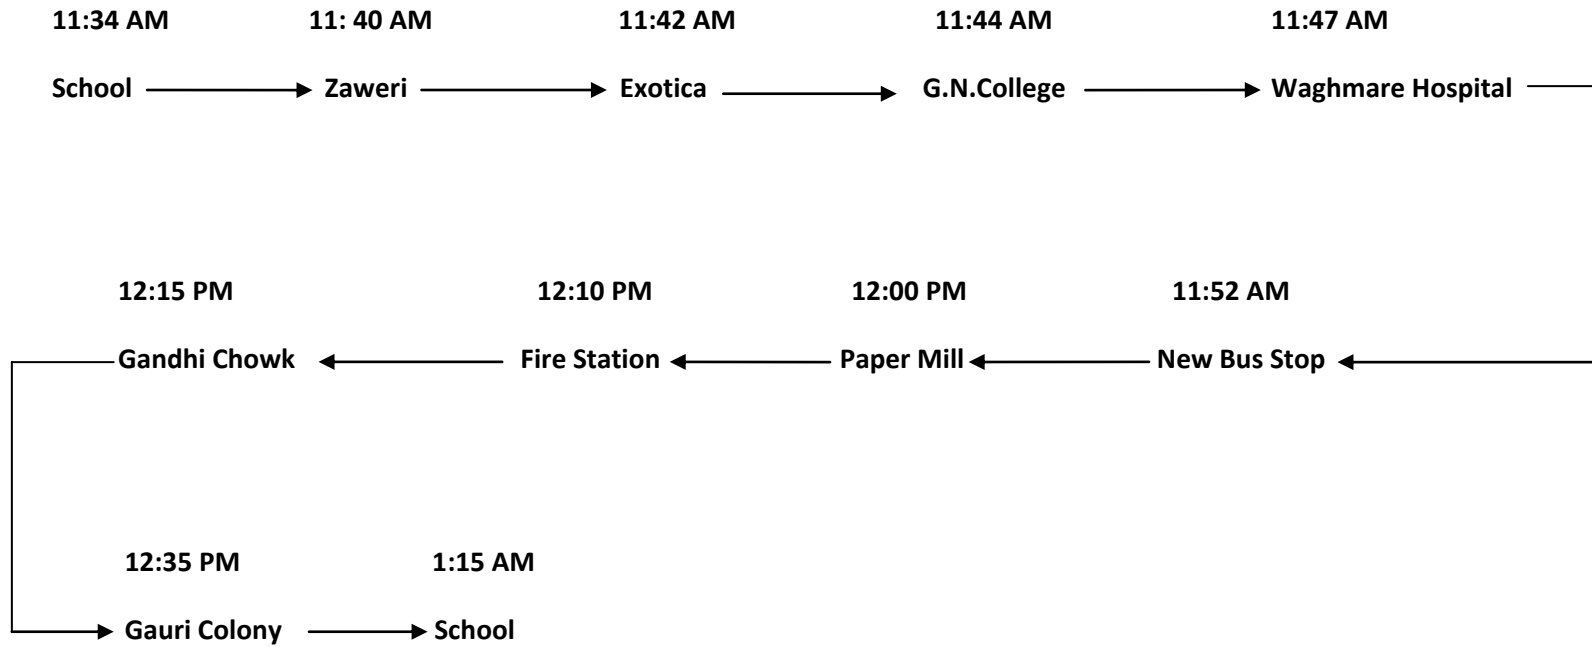 11:34 AM 11: 40 AM 11:42 AM 11:44 AM 11:47 AM
School Zaweri Exotica G.N.College Waghmare Hospital
12:15 PM 12:10 PM 12:00 PM 11:52 AM
Gandhi Chowk Fire Station Paper Mill New Bus Stop
12:35 PM 1:15 AM
Gauri Colony School